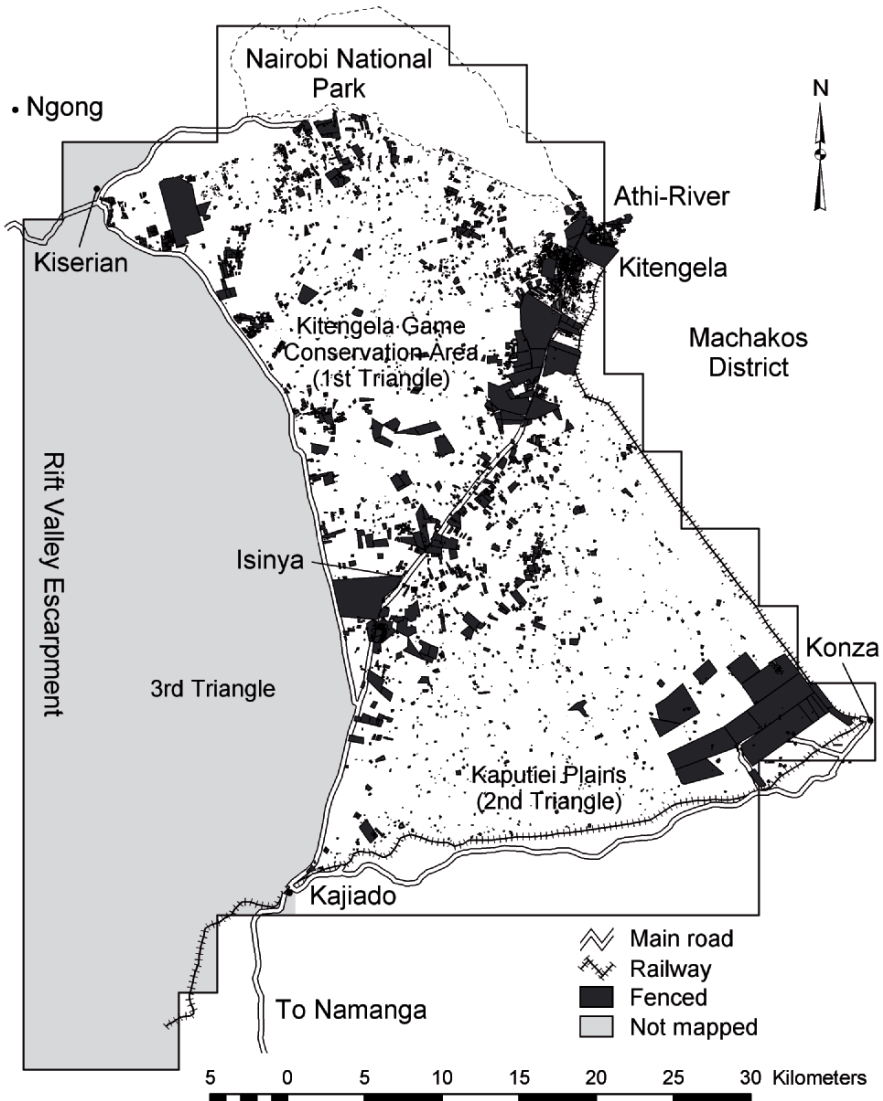 Nairobi National
Park
N
Ngong
Athi-River
Kiserian
Kitengela
Kitengela Game
Conservation Area
(1st Triangle)
Machakos
District
Rift Valley Escarpment
Isinya
3rd Triangle
Konza
Kaputiei Plains
(2nd Triangle)
Kajiado
Main road
Railway
Fenced
Not mapped
To Namanga
5 0 5 10 15 20 25 30 Kilometers